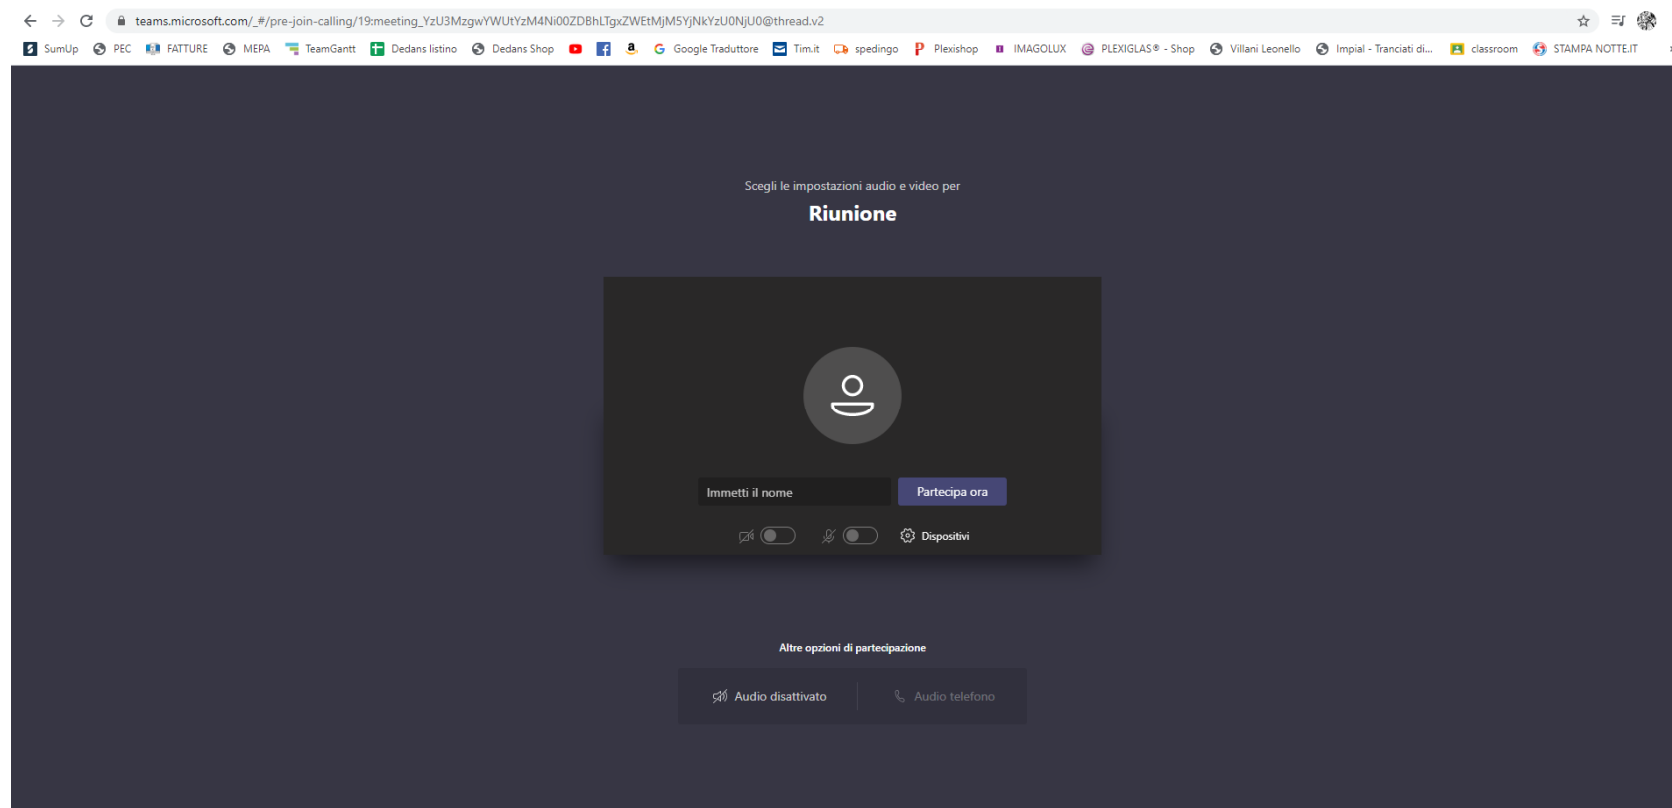 teams.microsoft.com/_#/pre-join-calling/19:meeting_YzU3MzgwYWUtYzM4Ni00ZDBhLTgxZWEtMjM5YjNkYzU0NjU0@thread.v2
SumUp PEC FATTURE MEPA TeamGantt Dedans listino Dedans Shop Google Traduttore Tim.it spedingo Plexishop IMAGOLUX PLEXIGLAS® - Shop Villani Leonello Impial - Tranciati di... classroom STAMPA NOTTE.IT
Scegli le impostazioni audio e video per
Riunione
Immetti il nome Partecipa ora
Dispositivi
Altre opzioni di partecipazione
Audio disattivato Audio telefono